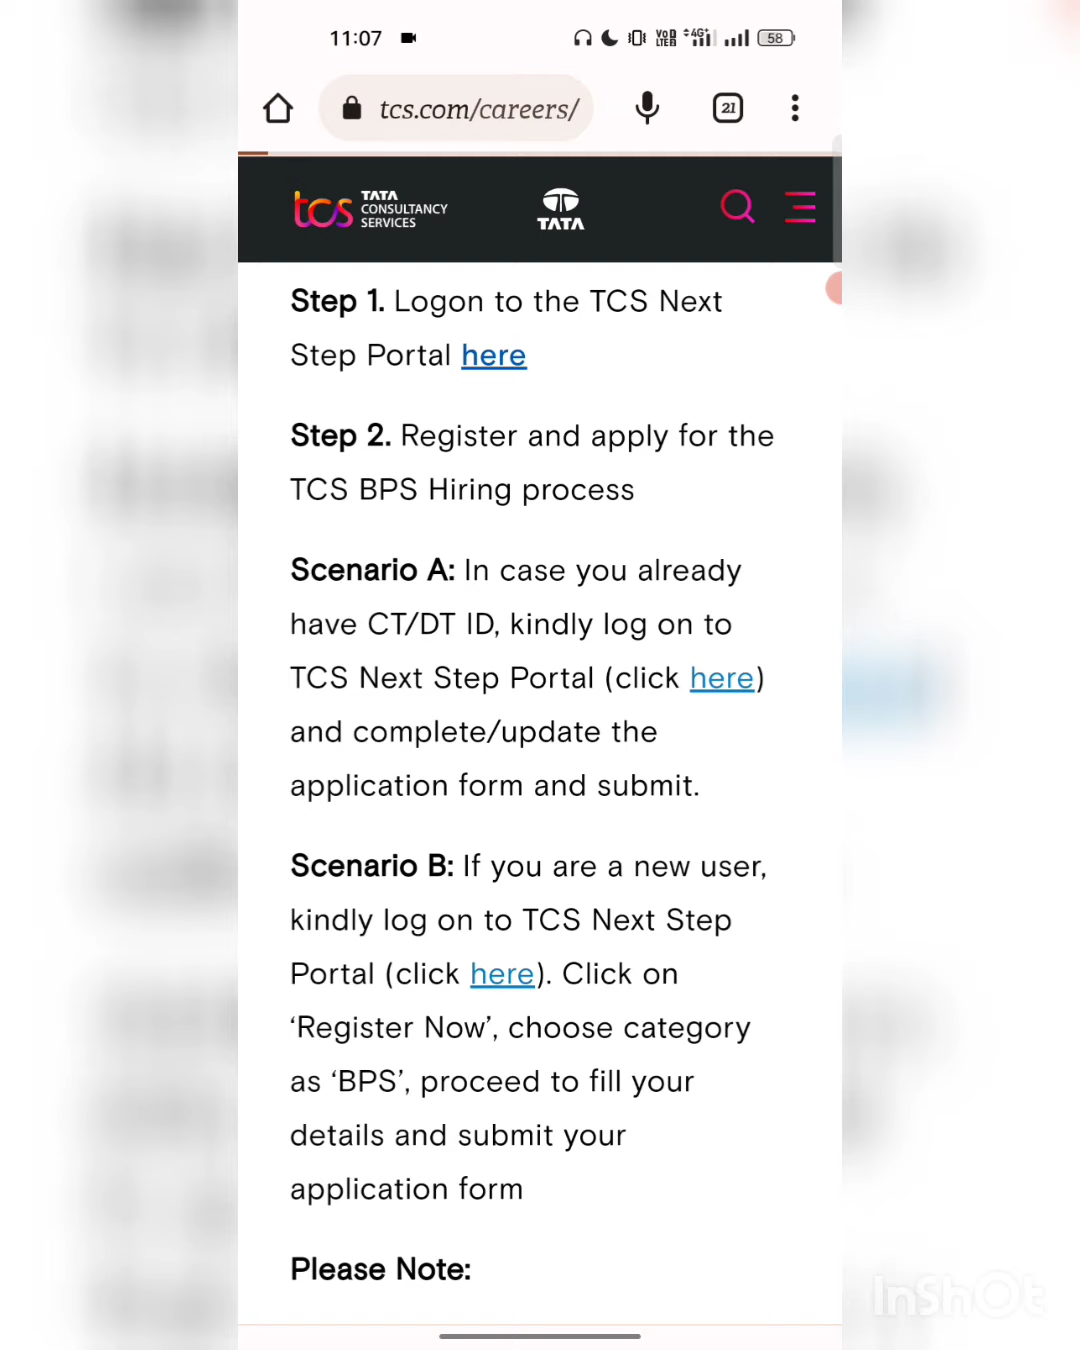 11:07
VoD LTE 4G+ 58
tcs.com/careers/
21
tcs TATA CONSULTANCY SERVICES
TATA
Step 1. Logon to the TCS Next
Step Portal here
Step 2. Register and apply for the
TCS BPS Hiring process
Scenario A: In case you already
have CT/DT ID, kindly log on to
TCS Next Step Portal (click here)
and complete/update the
application form and submit.
Scenario B: If you are a new user,
kindly log on to TCS Next Step
Portal (click here). Click on
‘Register Now’, choose category
as ‘BPS’, proceed to fill your
details and submit your
application form
Please Note:
InShOt